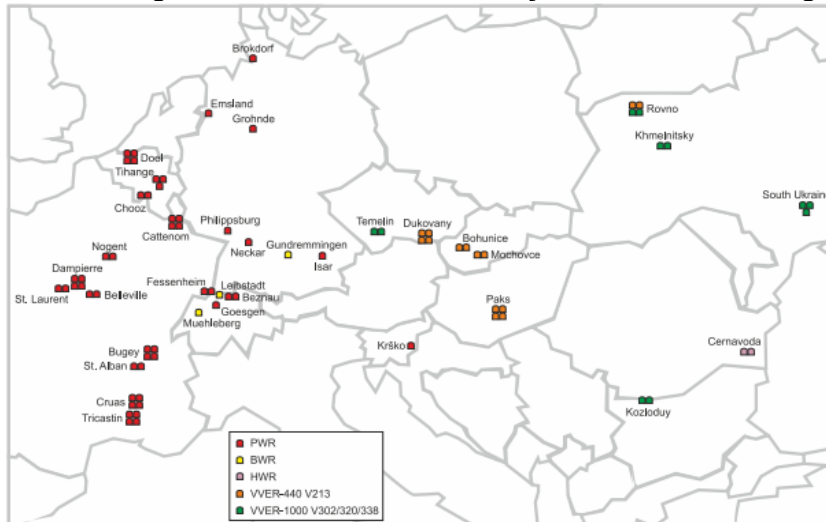 Brokdorf
Emsland
Grohnde
Rovno
Khmelnitsky
Doel
Tihange
Chooz
South Ukraine
Cattenom
Philippsburg
Neckar
Gundremmingen
Isar
Temelin
Dukovany
Bohunice
Mochovce
Nogent
Dampierre
St. Laurent
Belleville
Fessenheim
Leibstadt
Beznau
Goesgen
Muehleberg
Paks
Krško
Cernavoda
Bugey
St. Alban
Cruas
Tricastin
Kozloduy
PWR
BWR
HWR
VVER-440 V213
VVER-1000 V302/320/338